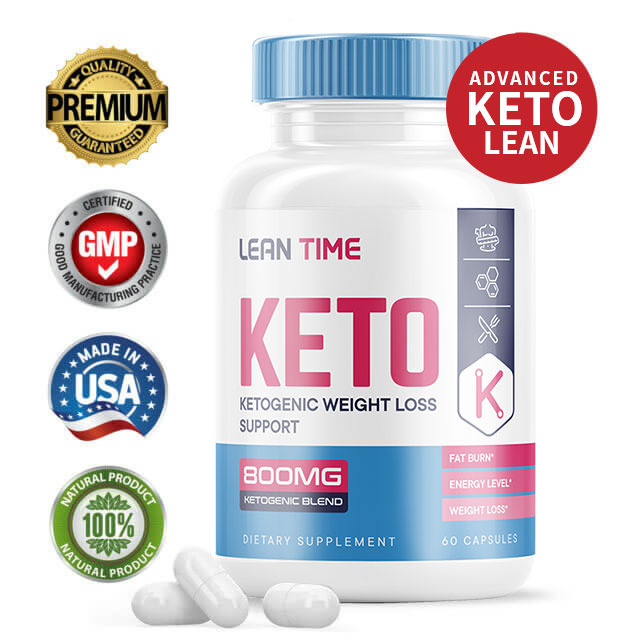 QUALITY
PREMIUM
GUARANTEED
CERTIFIED
GMP
GOOD MANUFACTURING PRACTICE
MADE IN
USA
NATURAL PRODUCT
100%
NATURAL PRODUCT
ADVANCED
KETO
LEAN
LEAN TIME
KETO
KETOGENIC WEIGHT LOSS
SUPPORT
K
800MG
KETOGENIC BLEND
FAT BURN*
ENERGY LEVEL*
WEIGHT LOSS*
DIETARY SUPPLEMENT
60 CAPSULES